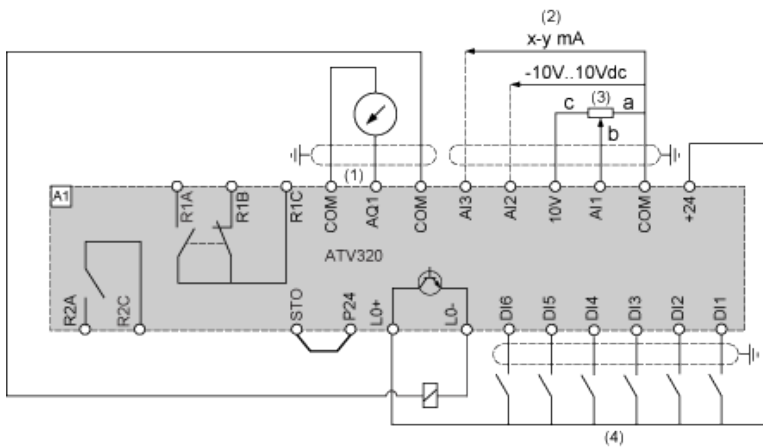 (2)
x-y mA
-10V..10Vdc
c (3) a
b
(1)
A1
R1A R1B R1C COM AQ1 COM AI3 AI2 10V AI1 COM +24
ATV320
R2A R2C STO P24 L0+ L0- DI6 DI5 DI4 DI3 DI2 DI1
(4)